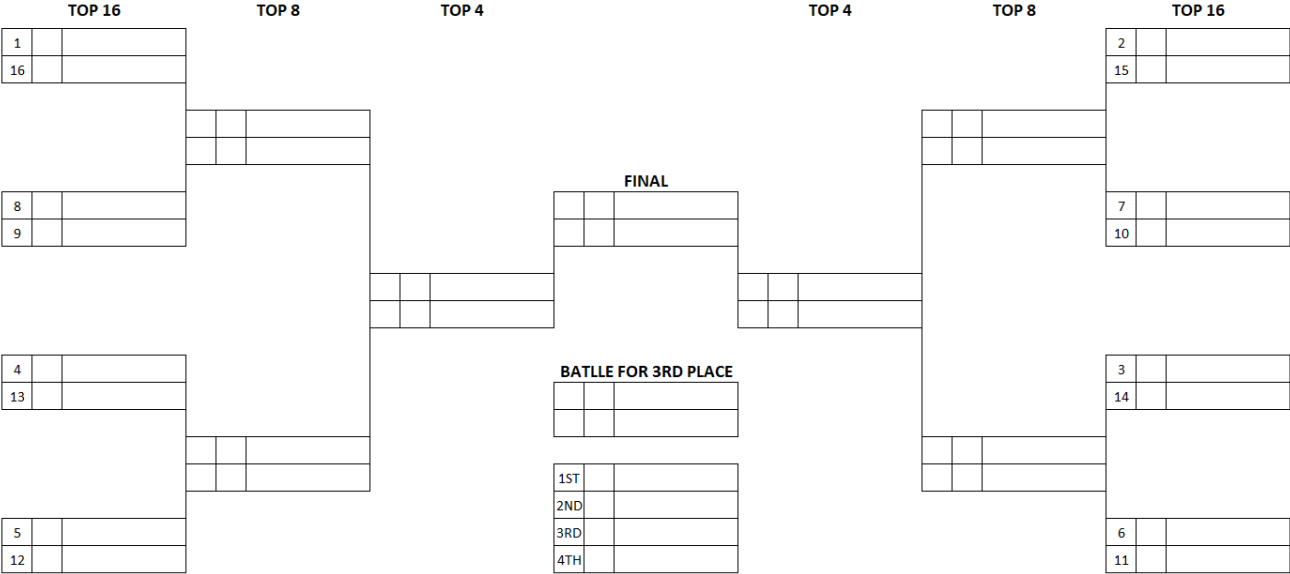 TOP 16 TOP 8 TOP 4 TOP 4 TOP 8 TOP 16
1 2
16 15
FINAL
8 7
9 10
4 BATLLE FOR 3RD PLACE 3
13 14
1ST
2ND
5 3RD 6
12 4TH 11